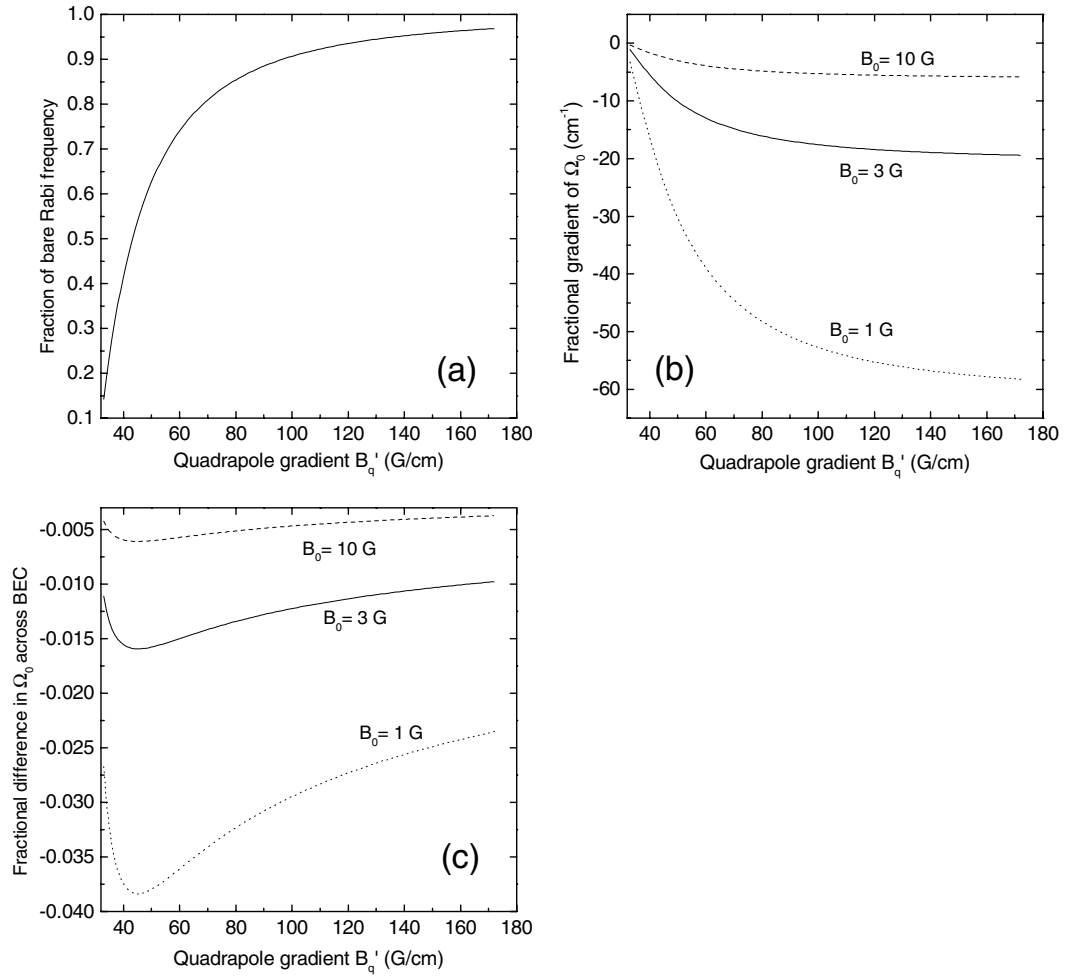 1.0
0.9
0.8
0.7
0.6
0.5
0.4
0.3
0.2
0.1
Fraction of bare Rabi frequency
(a)
40 60 80 100 120 140 160 180
Quadrapole gradient B_q' (G/cm)
0
-10
-20
-30
-40
-50
-60
Fractional gradient of Ω_0 (cm^-1)
B_0= 10 G
B_0= 3 G
B_0= 1 G
(b)
40 60 80 100 120 140 160 180
Quadrapole gradient B_q' (G/cm)
-0.005
-0.010
-0.015
-0.020
-0.025
-0.030
-0.035
-0.040
Fractional difference in Ω_0 across BEC
B_0= 10 G
B_0= 3 G
B_0= 1 G
(c)
40 60 80 100 120 140 160 180
Quadrapole gradient B_q' (G/cm)